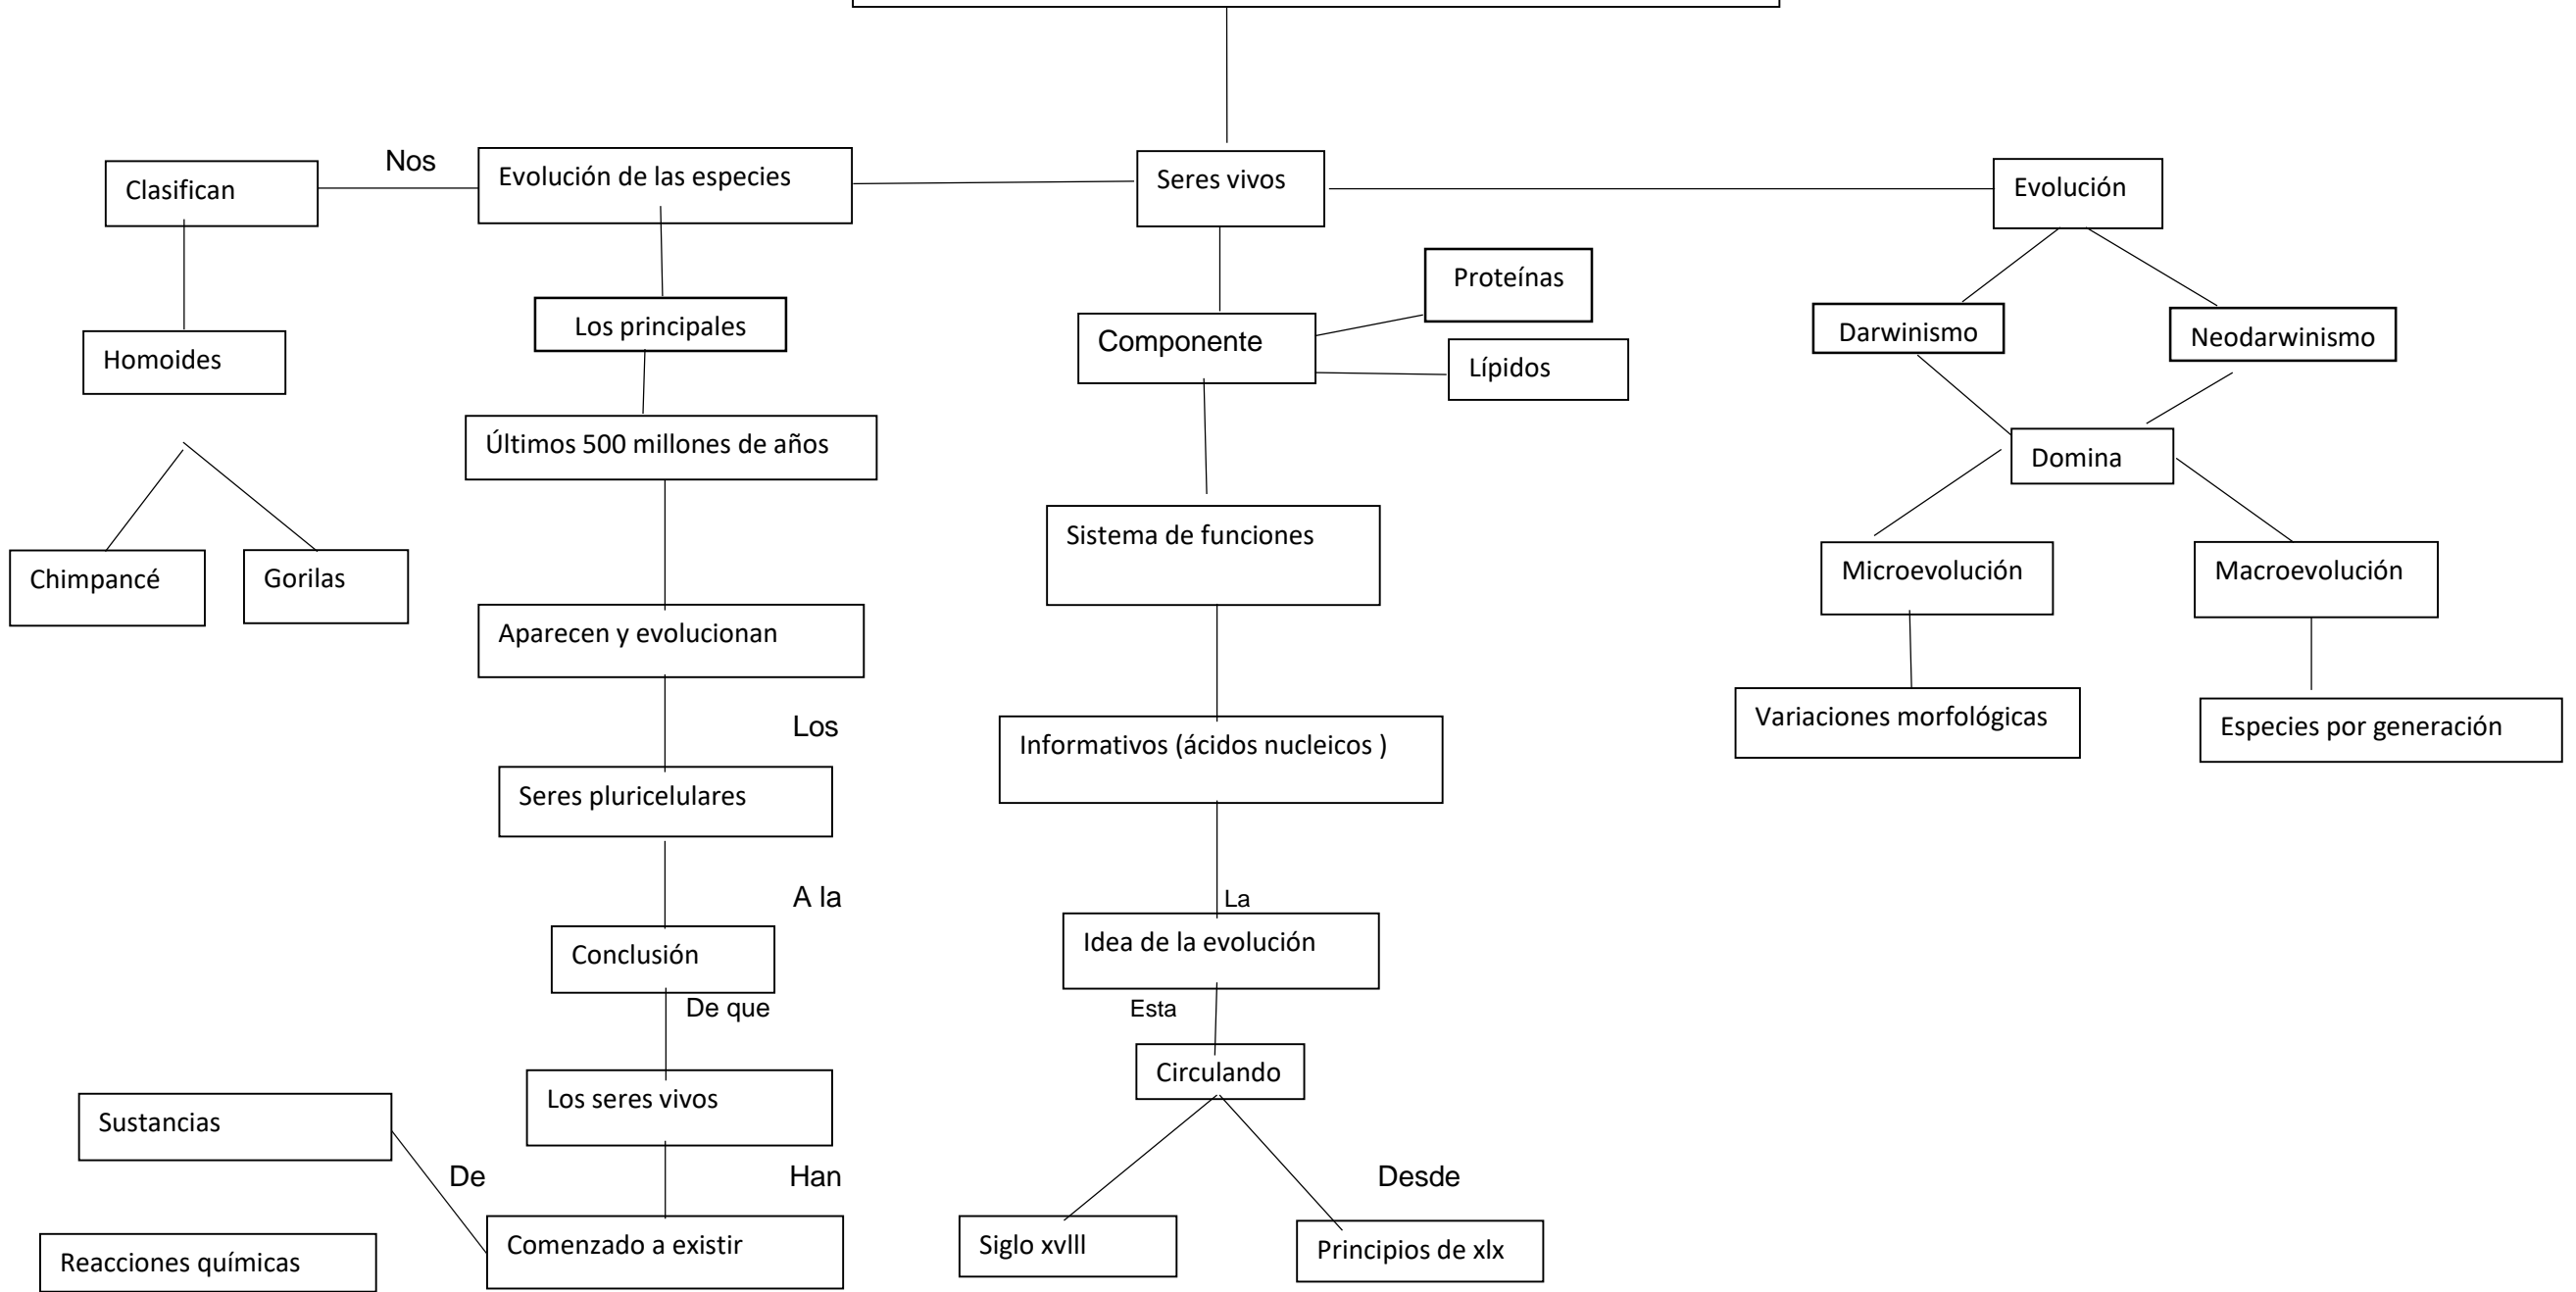 Nos
Clasifican
Evolución de las especies
Seres vivos
Evolución
Proteínas
Los principales
Componente
Darwinismo
Neodarwinismo
Homoides
Lípidos
Últimos 500 millones de años
Domina
Sistema de funciones
Chimpancé
Gorilas
Microevolución
Macroevolución
Aparecen y evolucionan
Los
Variaciones morfológicas
Especies por generación
Informativos (ácidos nucleicos )
Seres pluricelulares
A la
La
Conclusión
Idea de la evolución
De que
Esta
Circulando
Los seres vivos
Sustancias
De
Han
Desde
Comenzado a existir
Siglo xvlll
Principios de xlx
Reacciones químicas